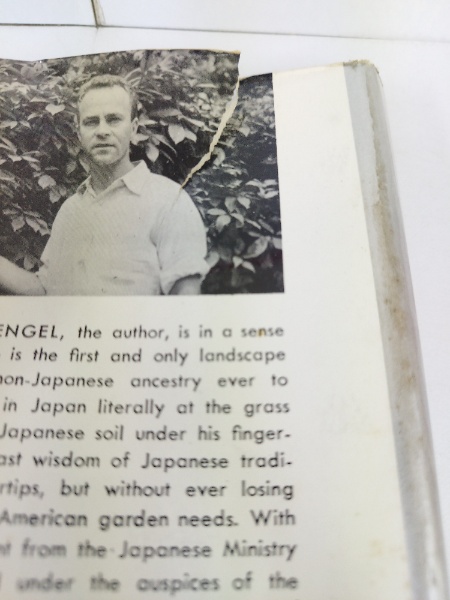 ENGEL, the author, is in a sense
is the first and only landscape
non-Japanese ancestry ever to
in Japan literally at the grass
Japanese soil under his finger-
ast wisdom of Japanese tradi-
rtips, but without ever losing
American garden needs. With
nt from the Japanese Ministry
under the auspices of the